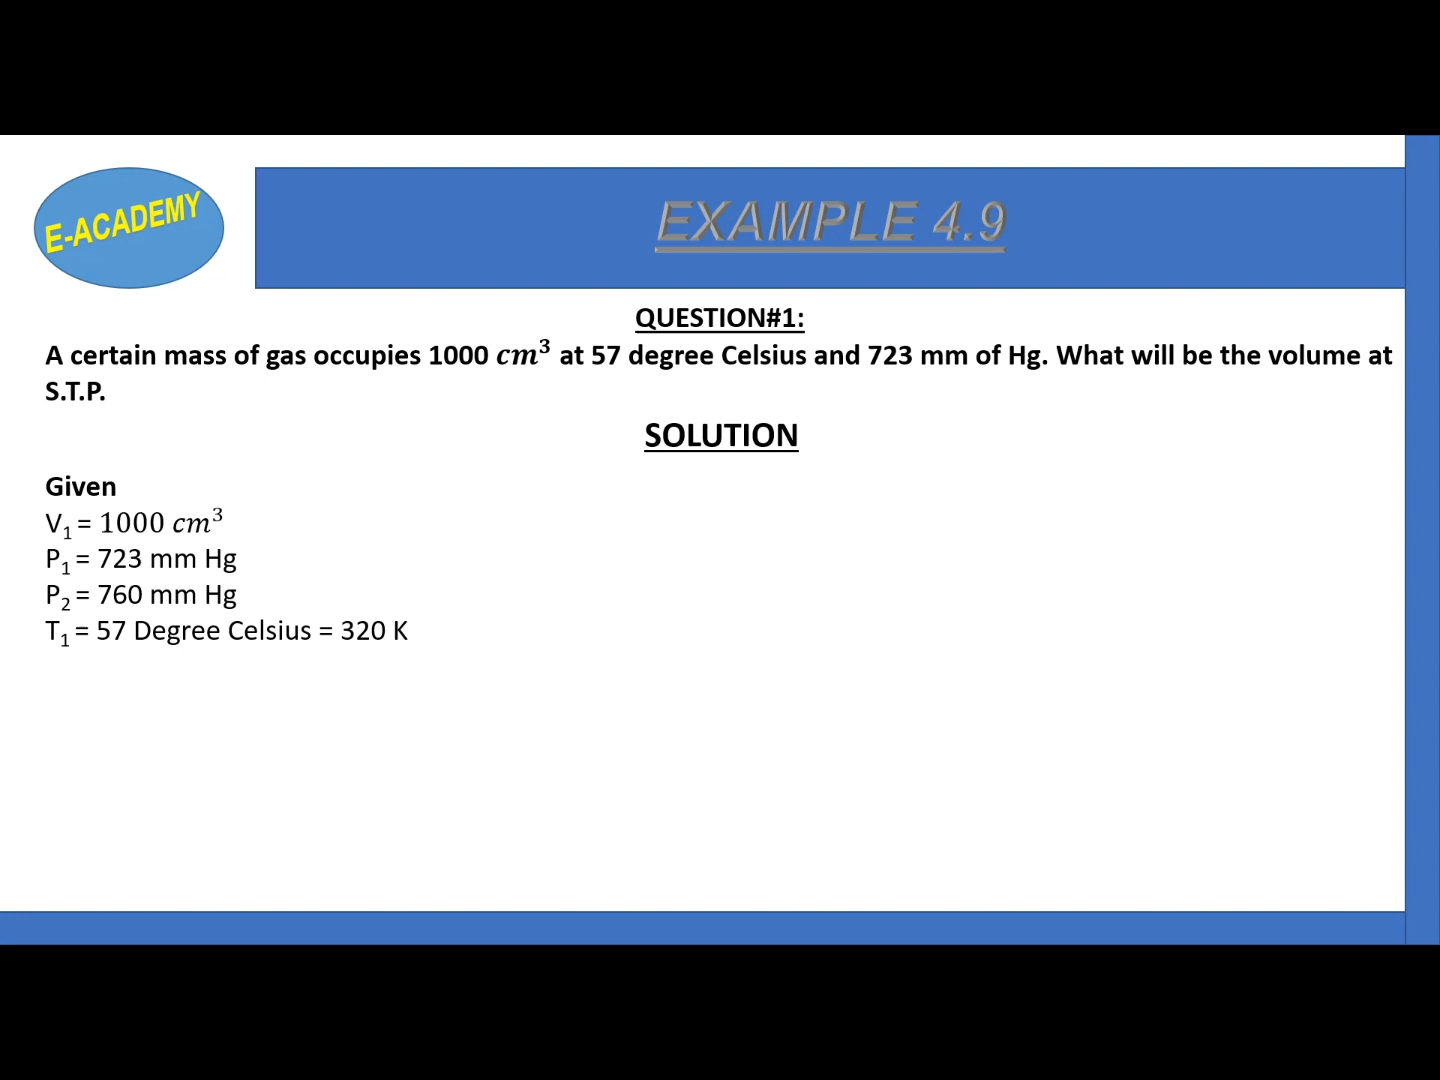 E-ACADEMY
EXAMPLE 4.9
QUESTION#1:
A certain mass of gas occupies 1000 cm³ at 57 degree Celsius and 723 mm of Hg. What will be the volume at
S.T.P.
SOLUTION
Given
V₁ = 1000 cm³
P₁ = 723 mm Hg
P₂ = 760 mm Hg
T₁ = 57 Degree Celsius = 320 K